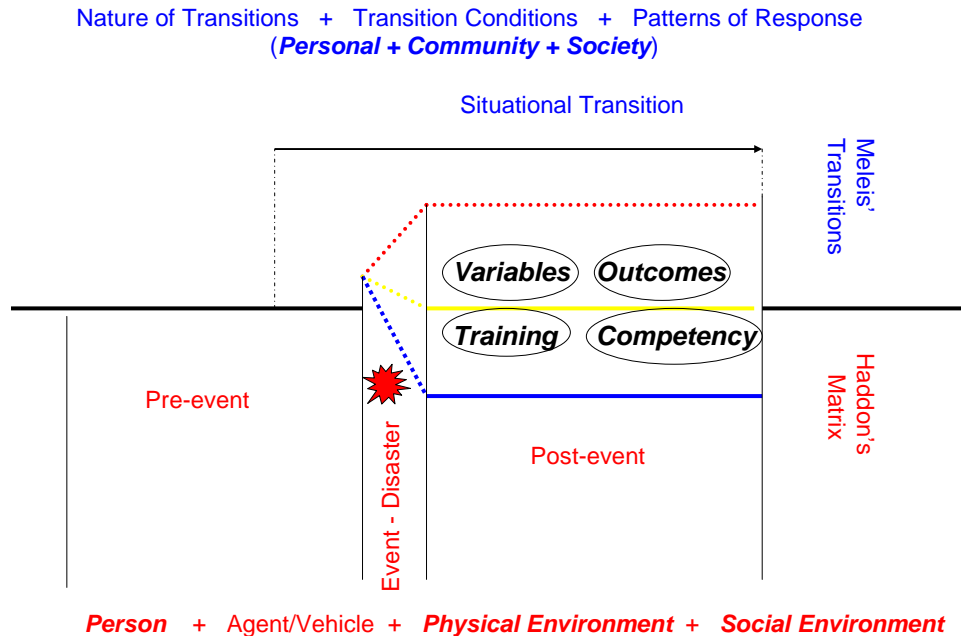 Nature of Transitions + Transition Conditions + Patterns of Response
(Personal + Community + Society)
Situational Transition
Meleis'
Transitions
Variables
Outcomes
Training
Competency
Pre-event
Event - Disaster
Post-event
Haddon's
Matrix
Person + Agent/Vehicle + Physical Environment + Social Environment